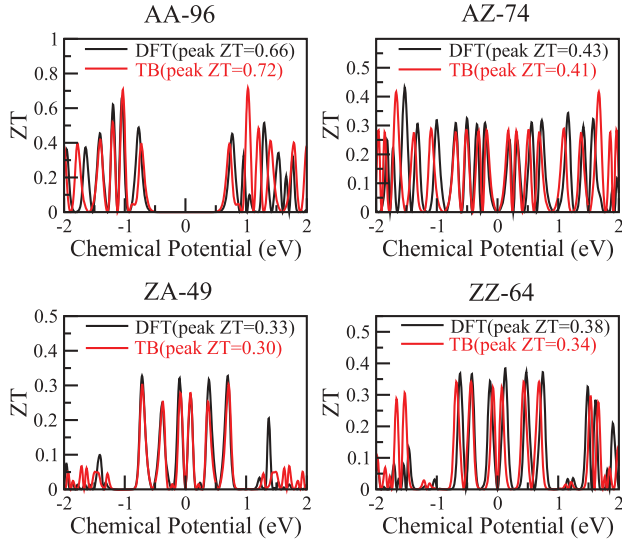 AA-96
AZ-74
DFT(peak ZT=0.66)
TB(peak ZT=0.72)
DFT(peak ZT=0.43)
TB(peak ZT=0.41)
ZT
1
0.8
0.6
0.4
0.2
0
-2 -1 0 1 2
Chemical Potential (eV)
ZT
0.5
0.4
0.3
0.2
0.1
0
-2 -1 0 1 2
Chemical Potential (eV)
ZA-49
ZZ-64
DFT(peak ZT=0.33)
TB(peak ZT=0.30)
DFT(peak ZT=0.38)
TB(peak ZT=0.34)
ZT
0.5
0.4
0.3
0.2
0.1
0
-2 -1 0 1 2
Chemical Potential (eV)
ZT
0.5
0.4
0.3
0.2
0.1
0
-2 -1 0 1 2
Chemical Potential (eV)